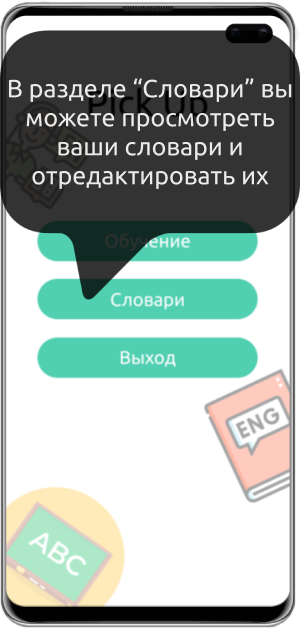 В разделе “Словари” вы
можете просмотреть
ваши словари и
отредактировать их
Pick Up
Обучение
Словари
Выход
ENG
ABC